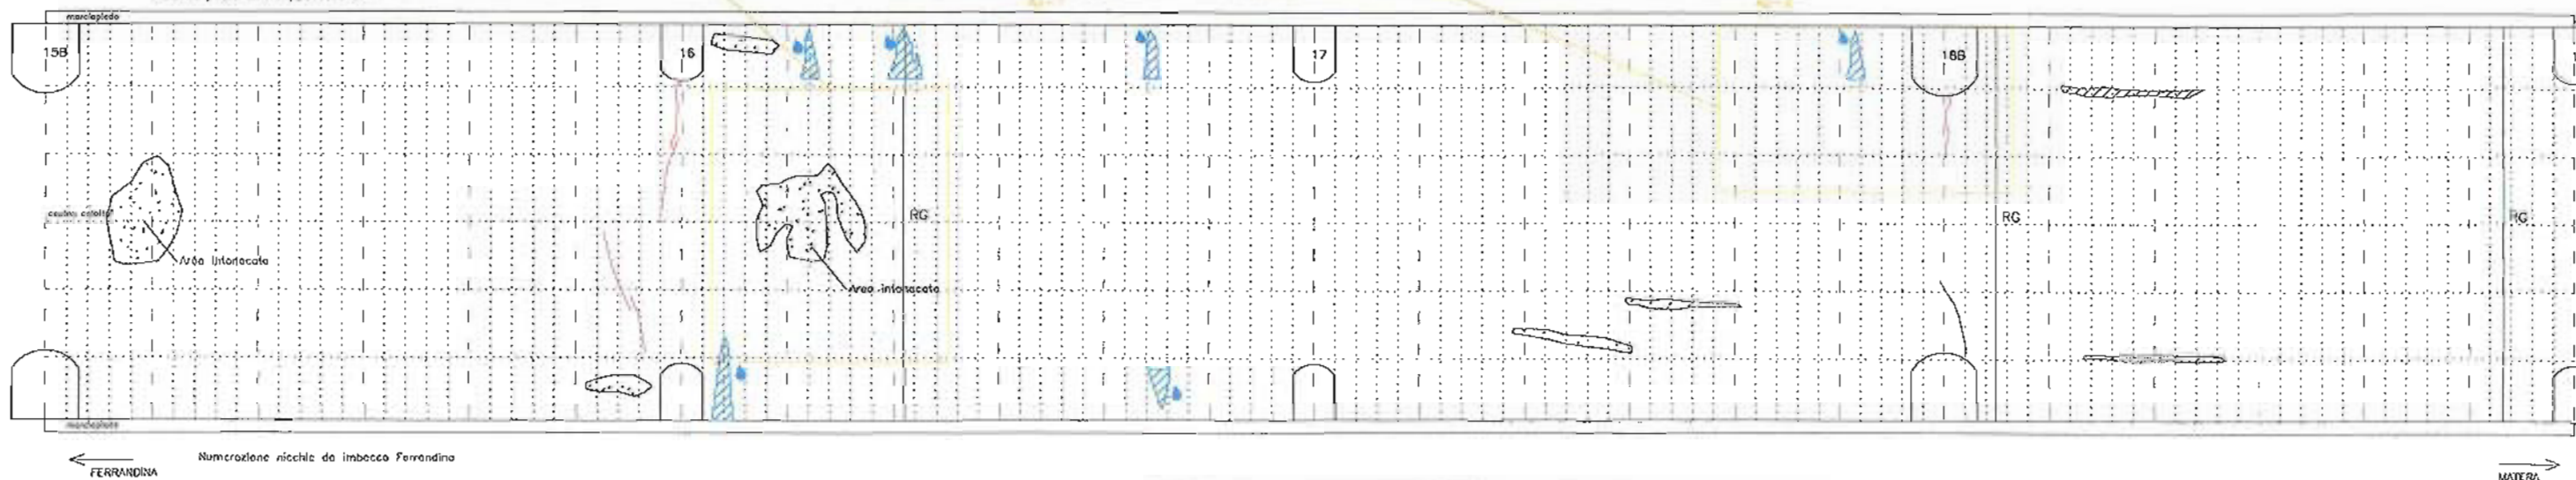 marciapiede
15B
16
17
18B
centro calotta
RG
RG
RG
Area intonacata
Area intonacata
marciapiede
Numerazione nicchie da imbocco Ferrandina
FERRANDINA
MATERA